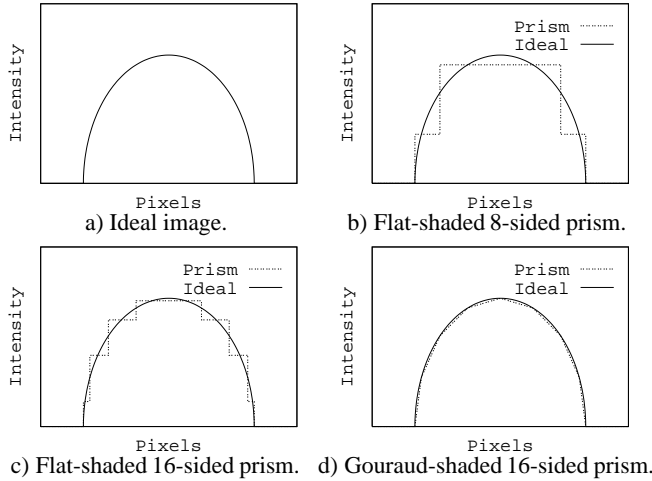 Intensity
Pixels
a) Ideal image.
Prism
Ideal
Intensity
Pixels
b) Flat-shaded 8-sided prism.
Prism
Ideal
Intensity
Pixels
c) Flat-shaded 16-sided prism.
Prism
Ideal
Intensity
Pixels
d) Gouraud-shaded 16-sided prism.